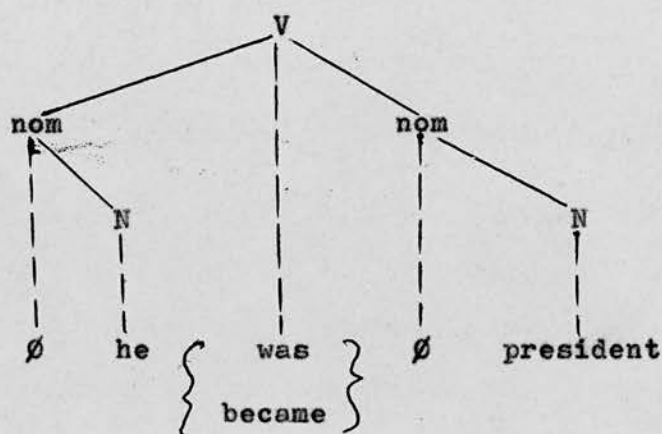 V
nom nom
N N
Ø he { was } Ø president
became